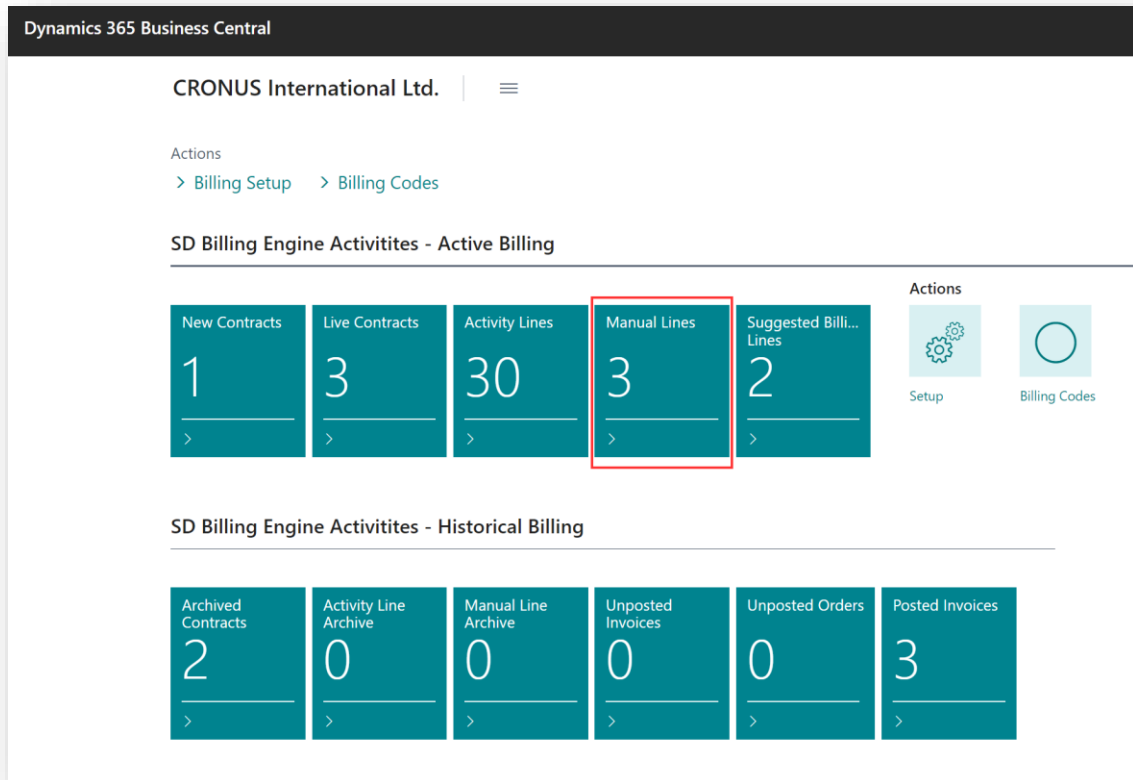 Dynamics 365 Business Central
CRONUS International Ltd.
Actions
Billing Setup
Billing Codes
SD Billing Engine Activitites - Active Billing
Actions
New Contracts
1
Live Contracts
3
Activity Lines
30
Manual Lines
3
Suggested Billi...
Lines
2
Setup
Billing Codes
SD Billing Engine Activitites - Historical Billing
Archived
Contracts
2
Activity Line
Archive
0
Manual Line
Archive
0
Unposted
Invoices
0
Unposted Orders
0
Posted Invoices
3